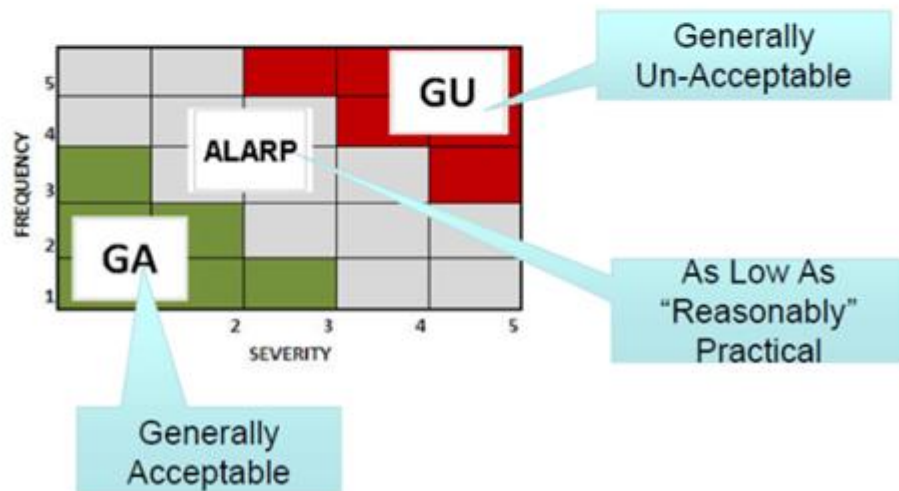 Generally
Un-Acceptable
GU
5
4
ALARP
FREQUENCY
3
2
GA
1
2 3 4 5
SEVERITY
As Low As
“Reasonably”
Practical
Generally
Acceptable